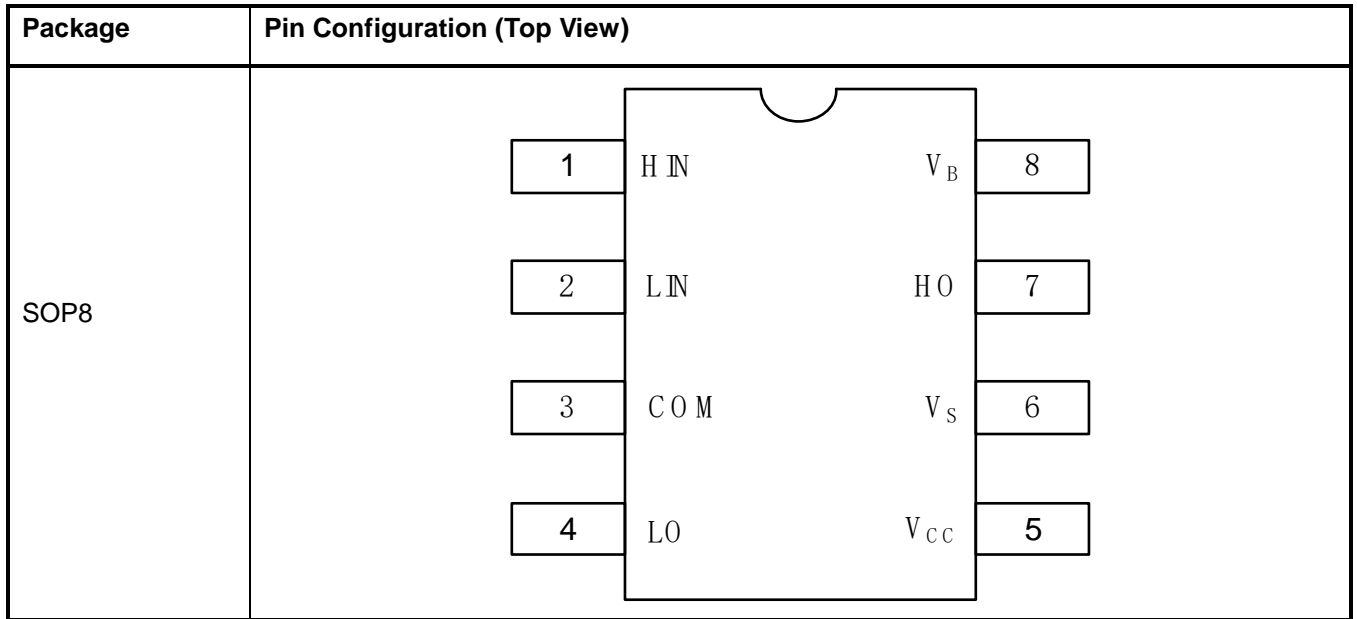 Package Pin Configuration (Top View)
SOP8
1 HIN VB 8
2 LIN HO 7
3 COM VS 6
4 LO VCC 5